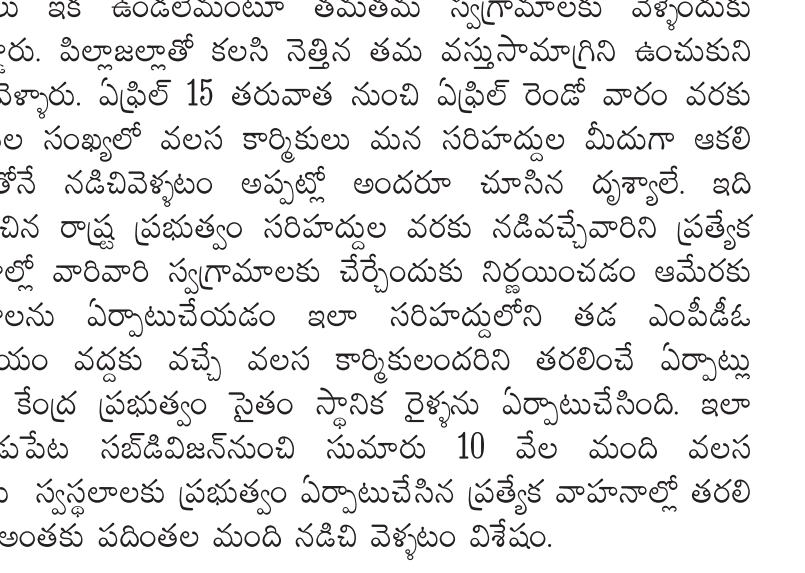 ఇక ఉండలేమంటూ తమతమ స్వగ్రామాలకు వెళ్ళేందుకు
పిల్లాజల్లాతో కలసి నెత్తిన తమ వస్తుసామాగ్రిని ఉంచుకుని
వెళ్ళారు. ఏఫ్రిల్ 15 తరువాత నుంచి ఏఫ్రిల్ రెండో వారం వరకు
సంఖ్యలో వలస కార్మికులు మన సరిహద్దుల మీదుగా ఆకలి
నడిచివెళ్ళటం అప్పట్లో అందరూ చూసిన దృశ్యాలే. ఇది
రాష్ట్ర ప్రభుత్వం సరిహద్దుల వరకు నడివచ్చేవారిని ప్రత్యేక
వారివారి స్వగ్రామాలకు చేర్చేందుకు నిర్ణయించడం ఆమేరకు
ఏర్పాటుచేయడం ఇలా సరిహద్దులోని తడ ఎంపీడీఓ
వద్దకు వచ్చే వలస కార్మికులందరిని తరలించే ఏర్పాట్లు
కేంద్ర ప్రభుత్వం సైతం స్థానిక రైళ్ళను ఏర్పాటుచేసింది. ఇలా
సబ్‌డివిజన్‌నుంచి సుమారు 10 వేల మంది వలస
స్వస్థలాలకు ప్రభుత్వం ఏర్పాటుచేసిన ప్రత్యేక వాహనాల్లో తరలి
అంతకు పదింతల మంది నడిచి వెళ్ళటం విశేషం.